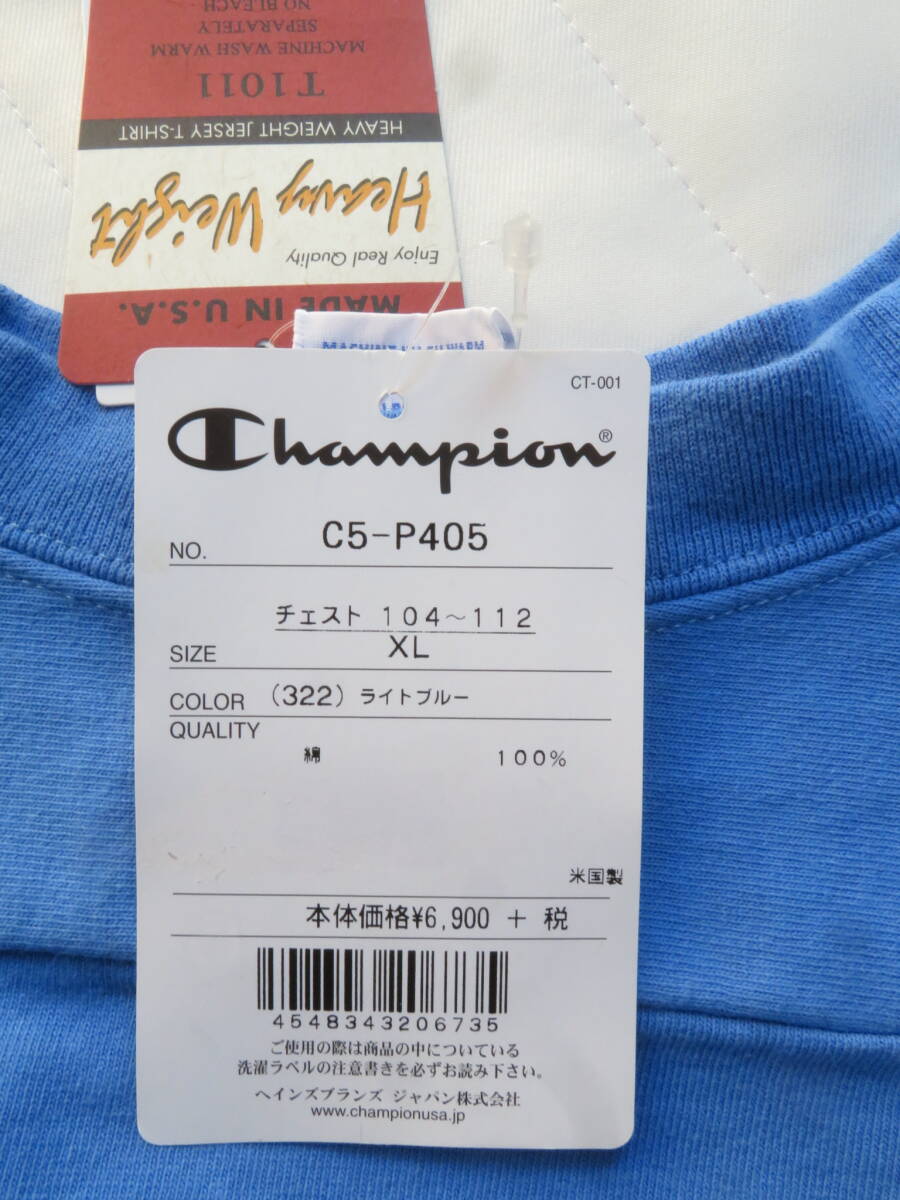 NO BLEACH ·
SEPARATELY
MACHINE WASH WARM
T1011
HEAVY WEIGHT JERSEY T-SHIRT
Heavy Weight
Enjoy Real Quality
MADE IN U.S.A.
CT-001
Champion®
NO. C5-P405
チェスト 104~112
SIZE XL
COLOR (322) ライトブルー
QUALITY
綿 100%
米国製
本体価格¥6,900 + 税
4548343206735
ご使用の際は商品の中についている
洗濯ラベルの注意書きを必ずお読み下さい。
ヘインズブランズ ジャパン株式会社
www.championusa.jp